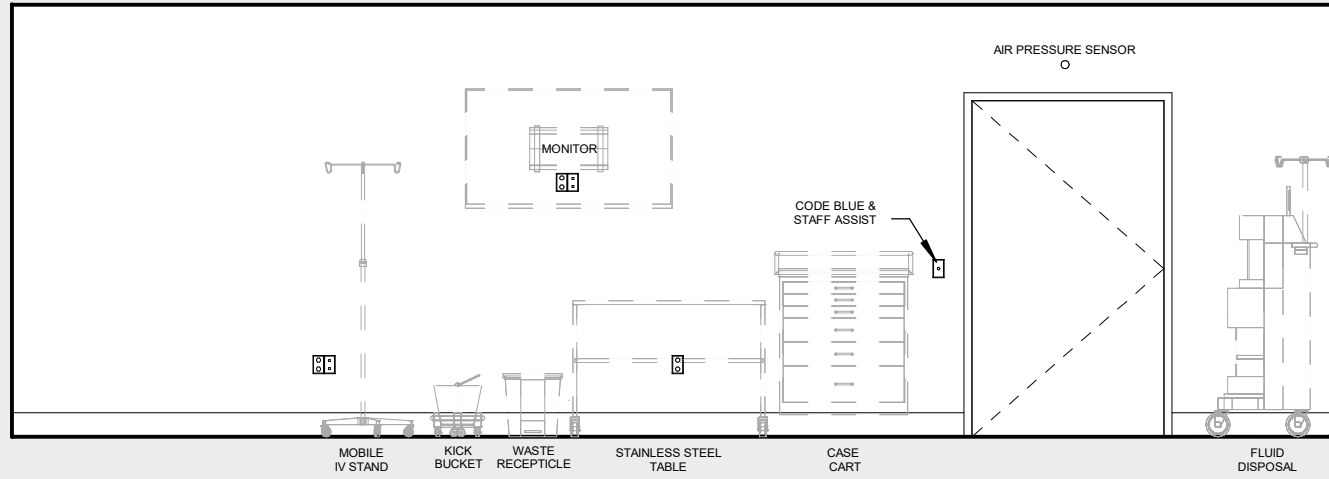 AIR PRESSURE SENSOR
MONITOR
CODE BLUE &
STAFF ASSIST
MOBILE
IV STAND
KICK
BUCKET
WASTE
RECEPTICLE
STAINLESS STEEL
TABLE
CASE
CART
FLUID
DISPOSAL